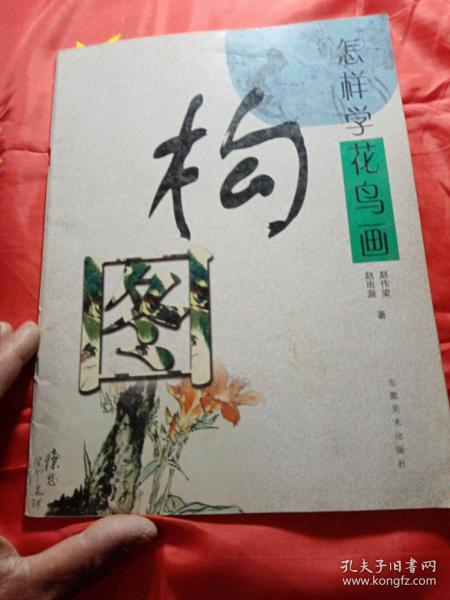 怎样学花鸟画
构
图
赵作梁
赵雨灏
著
安徽美术出版社
孔夫子旧书网
www.kongfz.com